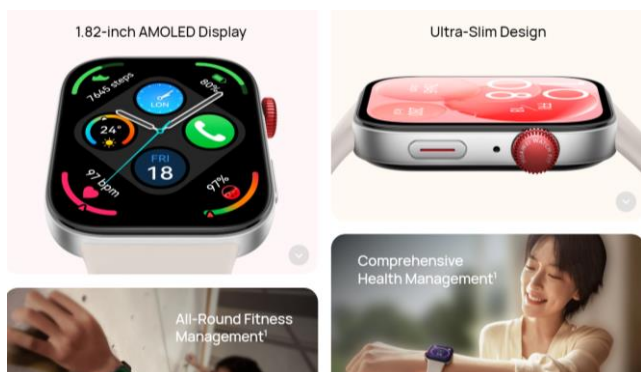 1.82-inch AMOLED Display
7645 steps
80%
LON
24°
FRI
18
97 bpm
97%
Ultra-Slim Design
All-Round Fitness
Management¹
Comprehensive
Health Management¹